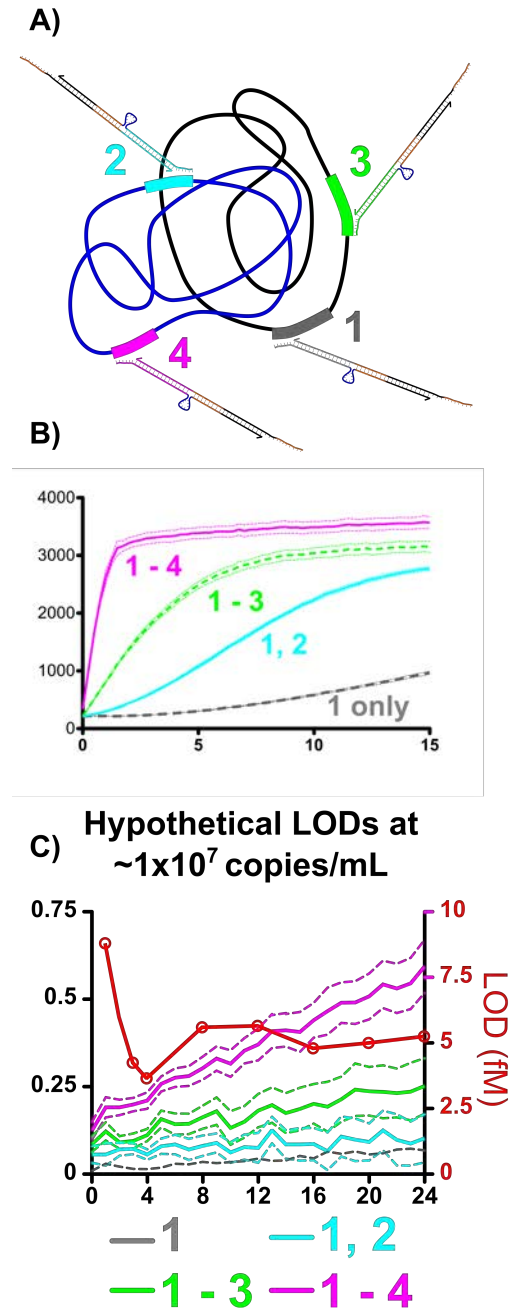 A)
2
3
1
4
B)
4000
3000
2000
1000
0
1 - 4
1 - 3
1, 2
1 only
0 5 10 15
Hypothetical LODs at
C)
~1x10⁷ copies/mL
0.75
0.5
0.25
0
10
7.5
5
2.5
0
LOD (fM)
0 4 8 12 16 20 24
1 1, 2
1 - 3 1 - 4